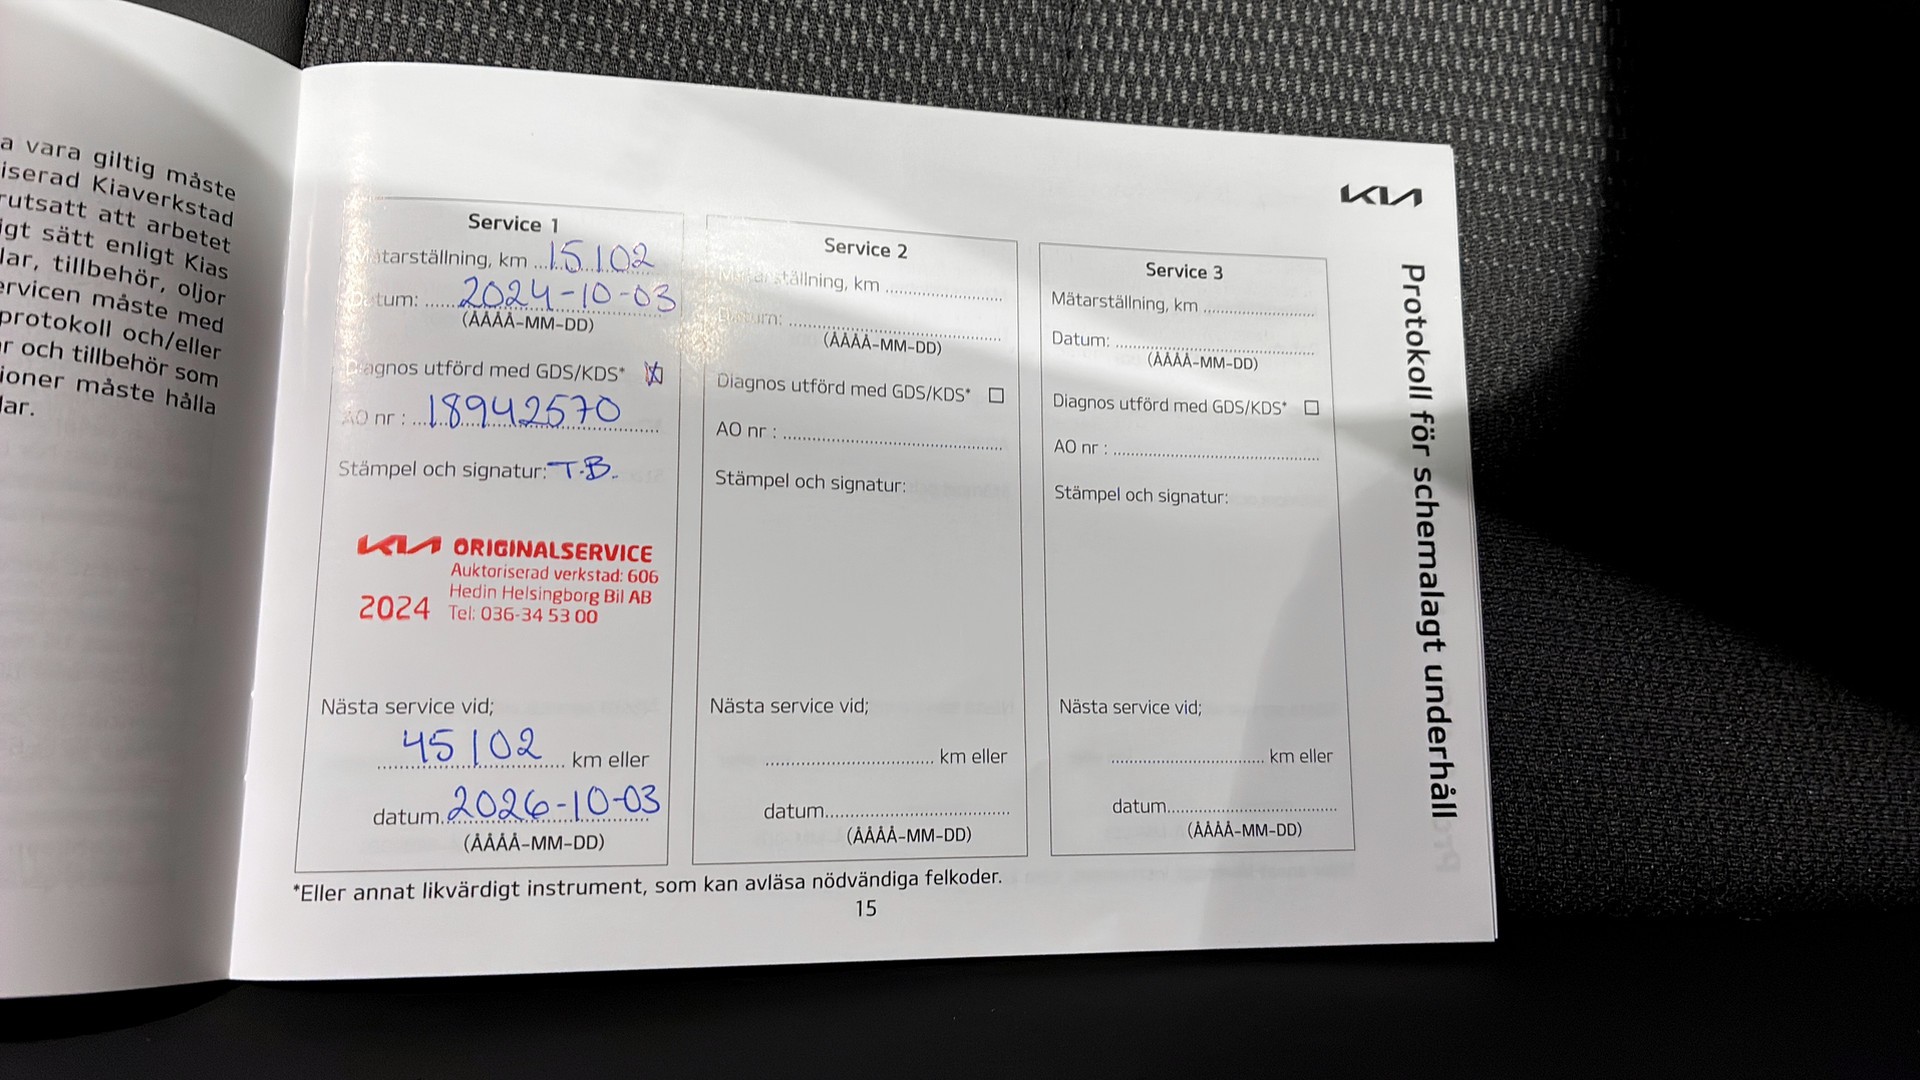 a vara giltig måste
iserad Kiaverkstad
rutsatt att arbetet
igt sätt enligt Kias
lar, tillbehör, oljor
ervicen måste med
protokoll och/eller
r och tillbehör som
ioner måste hålla
lar.
KIA
Protokoll för schemalagt underhåll
Service 1
Mätarställning, km 15102
Datum: 2024-10-03
(ÅÅÅÅ-MM-DD)
Diagnos utförd med GDS/KDS* ☒
AO nr : 18942570
Stämpel och signatur: T.B.
KIA ORIGINALSERVICE
Auktoriserad verkstad: 606
Hedin Helsingborg Bil AB
2024 Tel: 036-34 53 00
Nästa service vid;
45102 km eller
datum. 2026-10-03
(ÅÅÅÅ-MM-DD)
Service 2
Mätarställning, km
Datum:
(ÅÅÅÅ-MM-DD)
Diagnos utförd med GDS/KDS* ☐
AO nr :
Stämpel och signatur:
Nästa service vid;
km eller
datum
(ÅÅÅÅ-MM-DD)
Service 3
Mätarställning, km
Datum:
(ÅÅÅÅ-MM-DD)
Diagnos utförd med GDS/KDS* ☐
AO nr :
Stämpel och signatur:
Nästa service vid;
km eller
datum
(ÅÅÅÅ-MM-DD)
*Eller annat likvärdigt instrument, som kan avläsa nödvändiga felkoder.
15